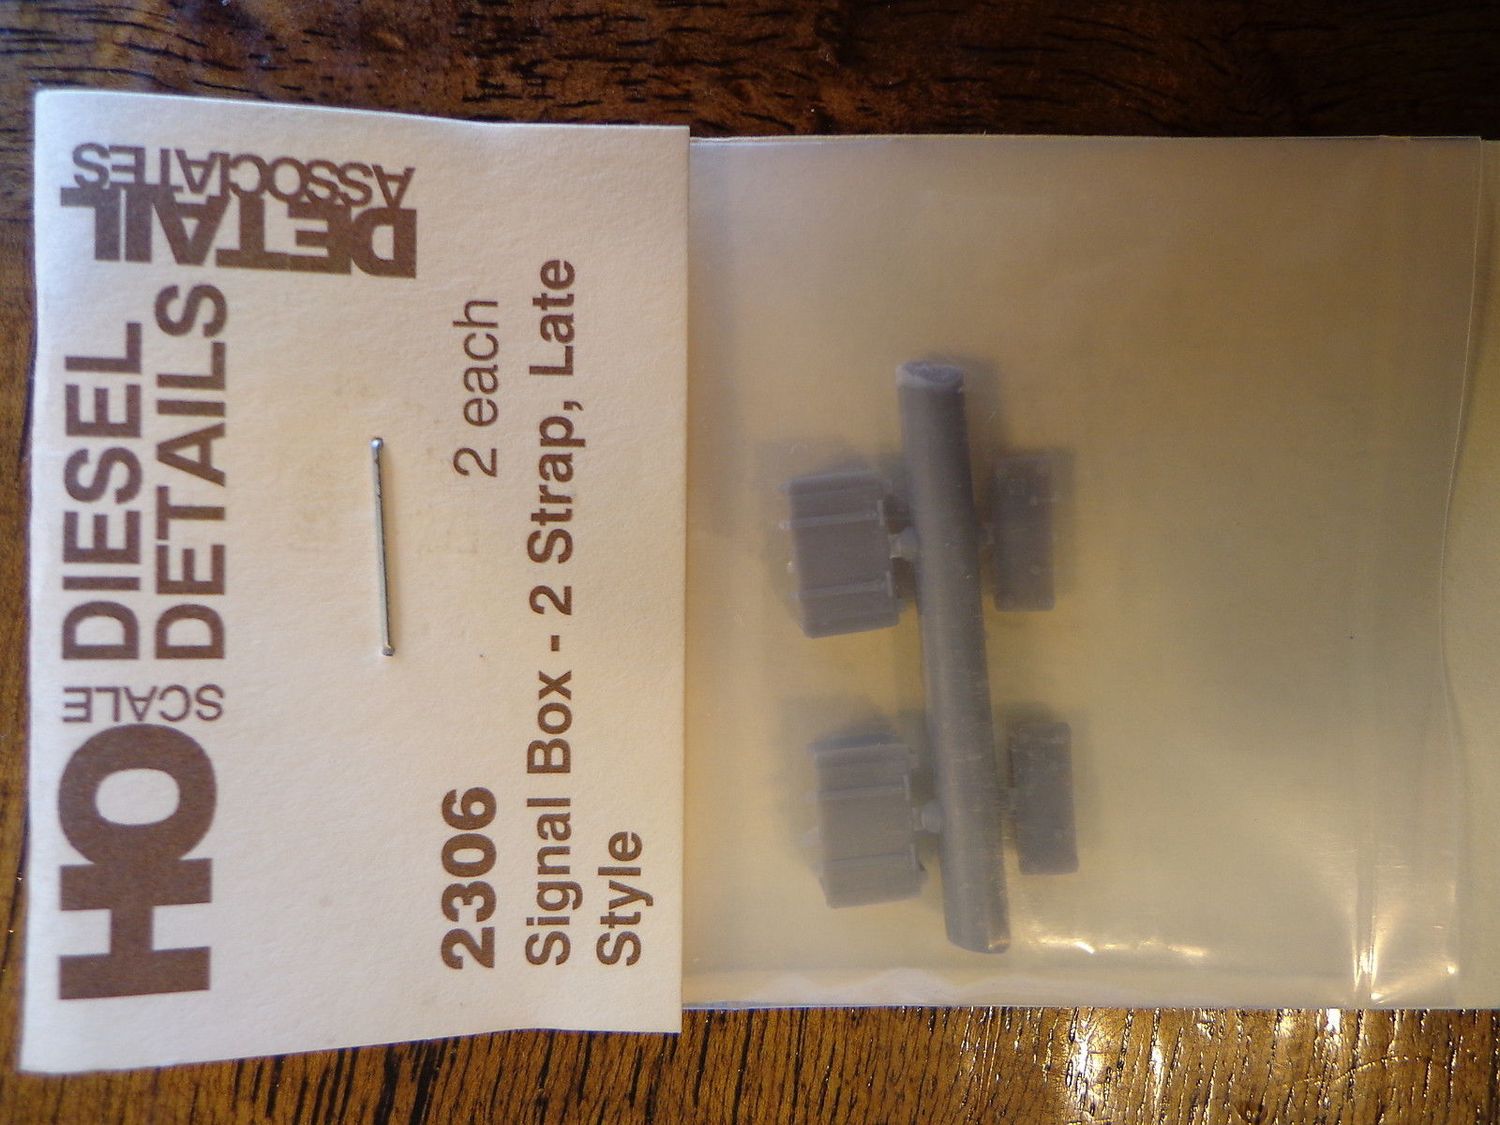 HO SCALE DIESEL DETAILS
DETAIL ASSOCIATES
2306 2 each
Signal Box - 2 Strap, Late
Style